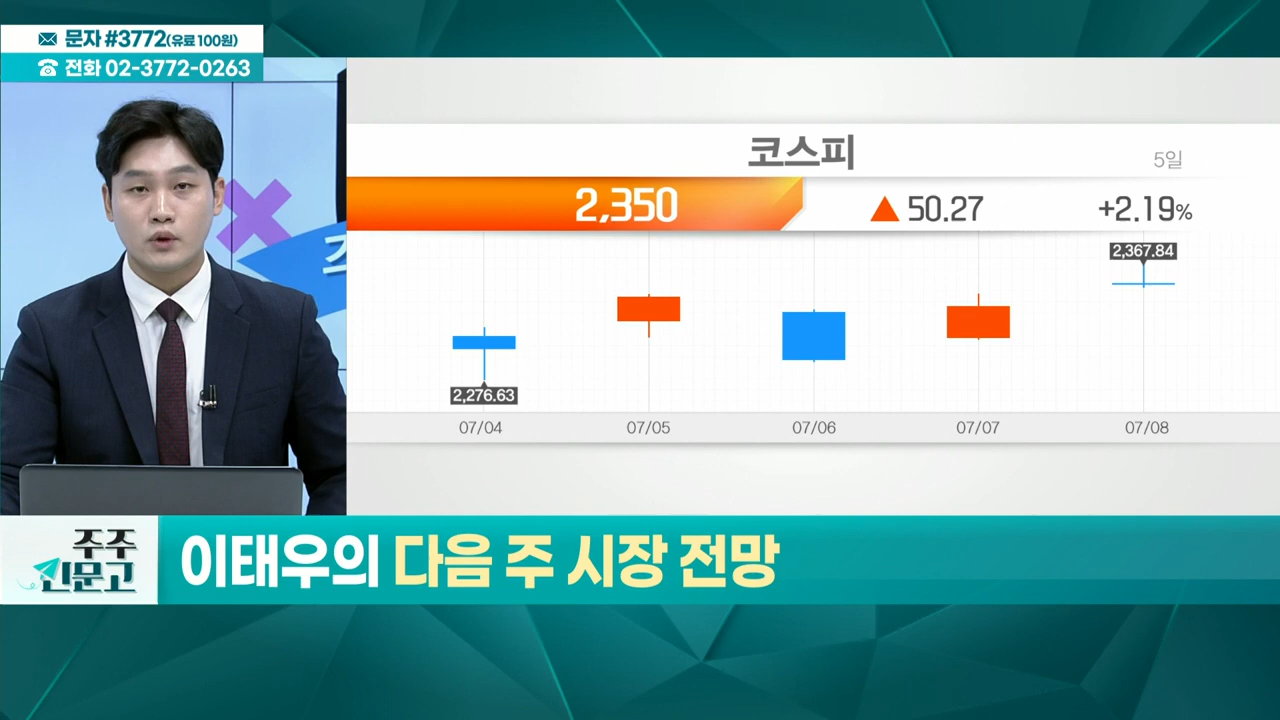 문자 #3772(유료 100원)
전화 02-3772-0263
코스피
5일
2,350
▲ 50.27
+2.19%
2,367.84
2,276.63
07/04
07/05
07/06
07/07
07/08
주주
신문고
이태우의 다음 주 시장 전망